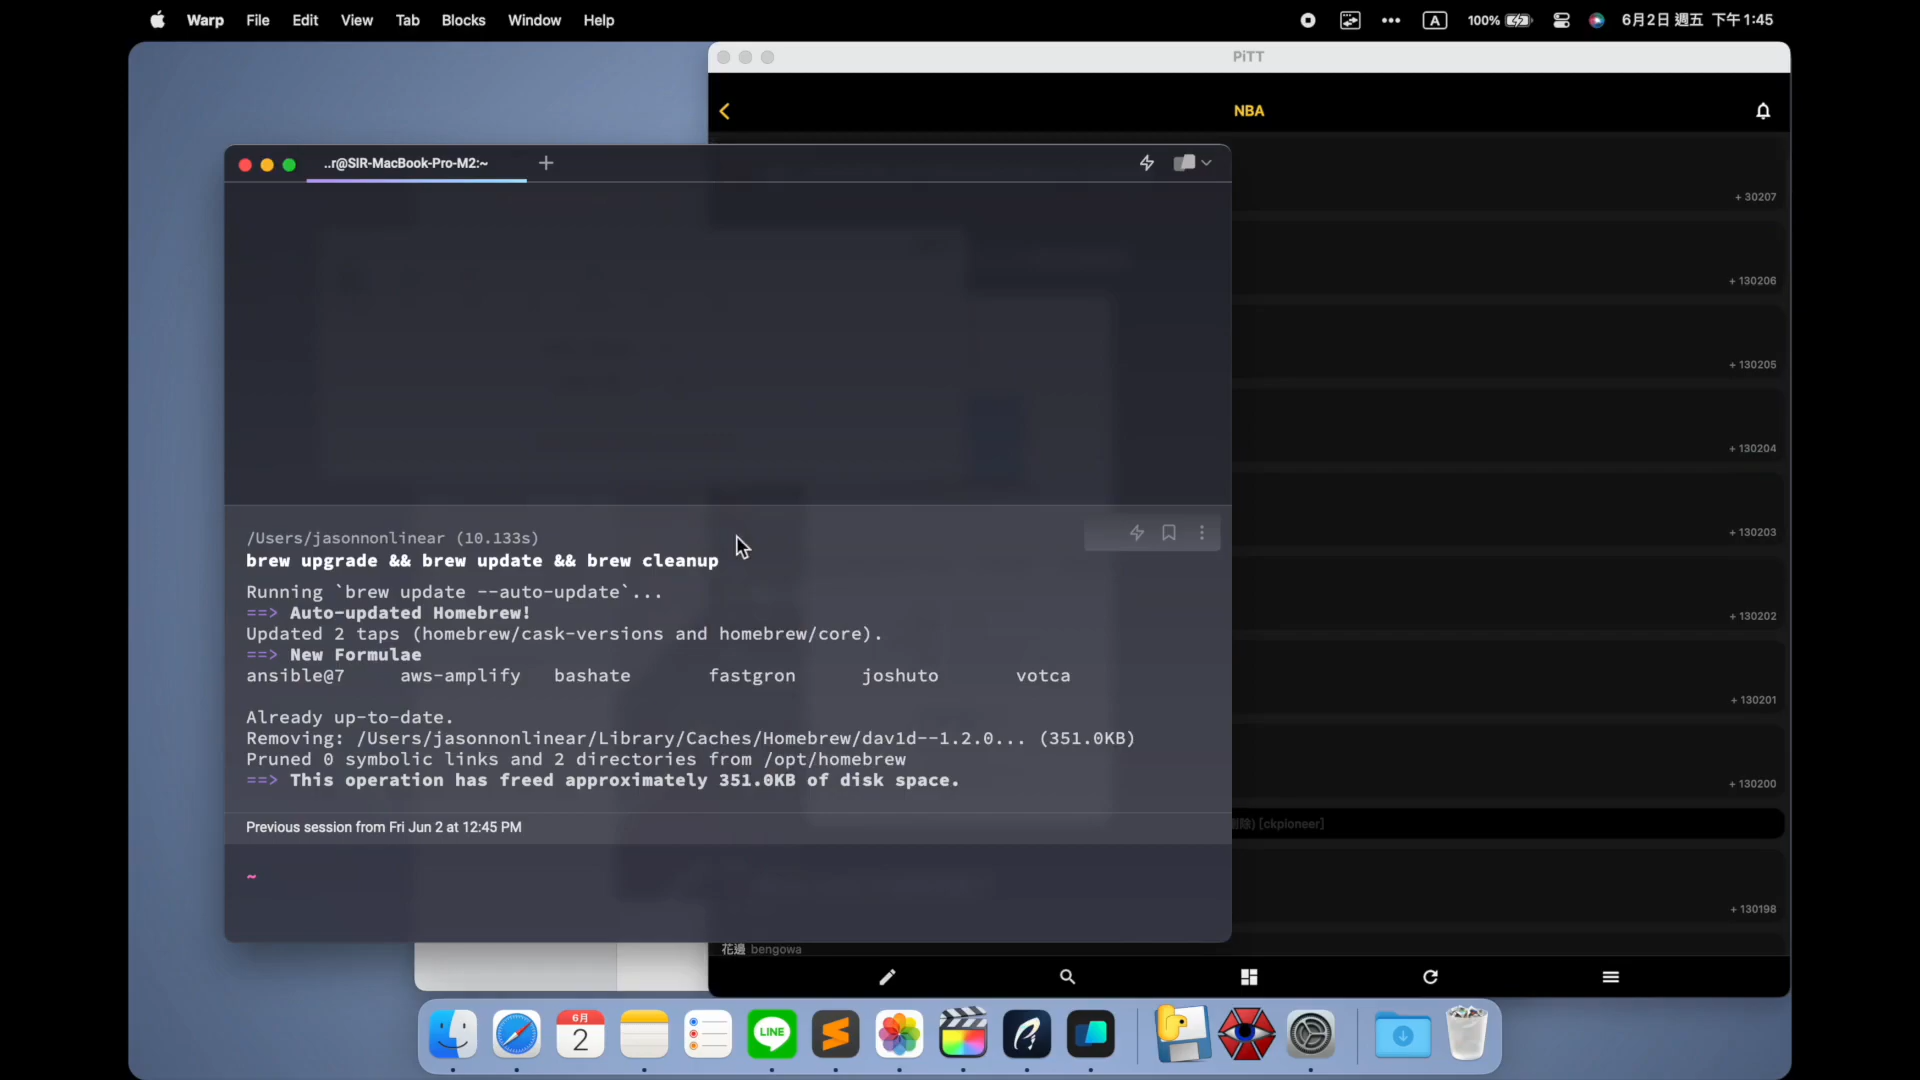 Warp File Edit View Tab Blocks Window Help
A 100% 6月2日 週五 下午1:45
PiTT
NBA
..r@SIR-MacBook-Pro-M2:~
+ 30207
+ 130206
+ 130205
+ 130204
+ 130203
+ 130202
+ 130201
+ 130200
[ckpioneer]
+ 130198
/Users/jasonnonlinear (10.133s)
brew upgrade && brew update && brew cleanup
Running `brew update --auto-update`...
==> Auto-updated Homebrew!
Updated 2 taps (homebrew/cask-versions and homebrew/core).
==> New Formulae
ansible@7 aws-amplify bashate fastgron joshuto votca
Already up-to-date.
Removing: /Users/jasonnonlinear/Library/Caches/Homebrew/dav1d--1.2.0... (351.0KB)
Pruned 0 symbolic links and 2 directories from /opt/homebrew
==> This operation has freed approximately 351.0KB of disk space.
Previous session from Fri Jun 2 at 12:45 PM
~
花邊 bengowa
6月
2
LINE